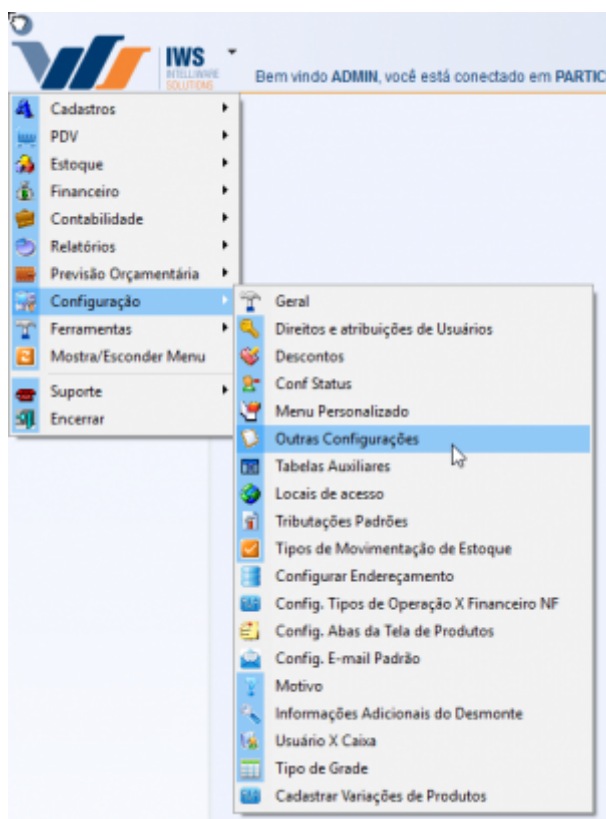 IWS
INTELLIWARE
SOLUTIONS
Bem vindo ADMIN, você está conectado em PARTIC
Cadastros
PDV
Estoque
Financeiro
Contabilidade
Relatórios
Previsão Orçamentária
Configuração
Ferramentas
Mostra/Esconder Menu
Suporte
Encerrar
Geral
Direitos e atribuições de Usuários
Descontos
Conf Status
Menu Personalizado
Outras Configurações
Tabelas Auxiliares
Locais de acesso
Tributações Padrões
Tipos de Movimentação de Estoque
Configurar Endereçamento
Config. Tipos de Operação X Financeiro NF
Config. Abas da Tela de Produtos
Config. E-mail Padrão
Motivo
Informações Adicionais do Desmonte
Usuário X Caixa
Tipo de Grade
Cadastrar Variações de Produtos